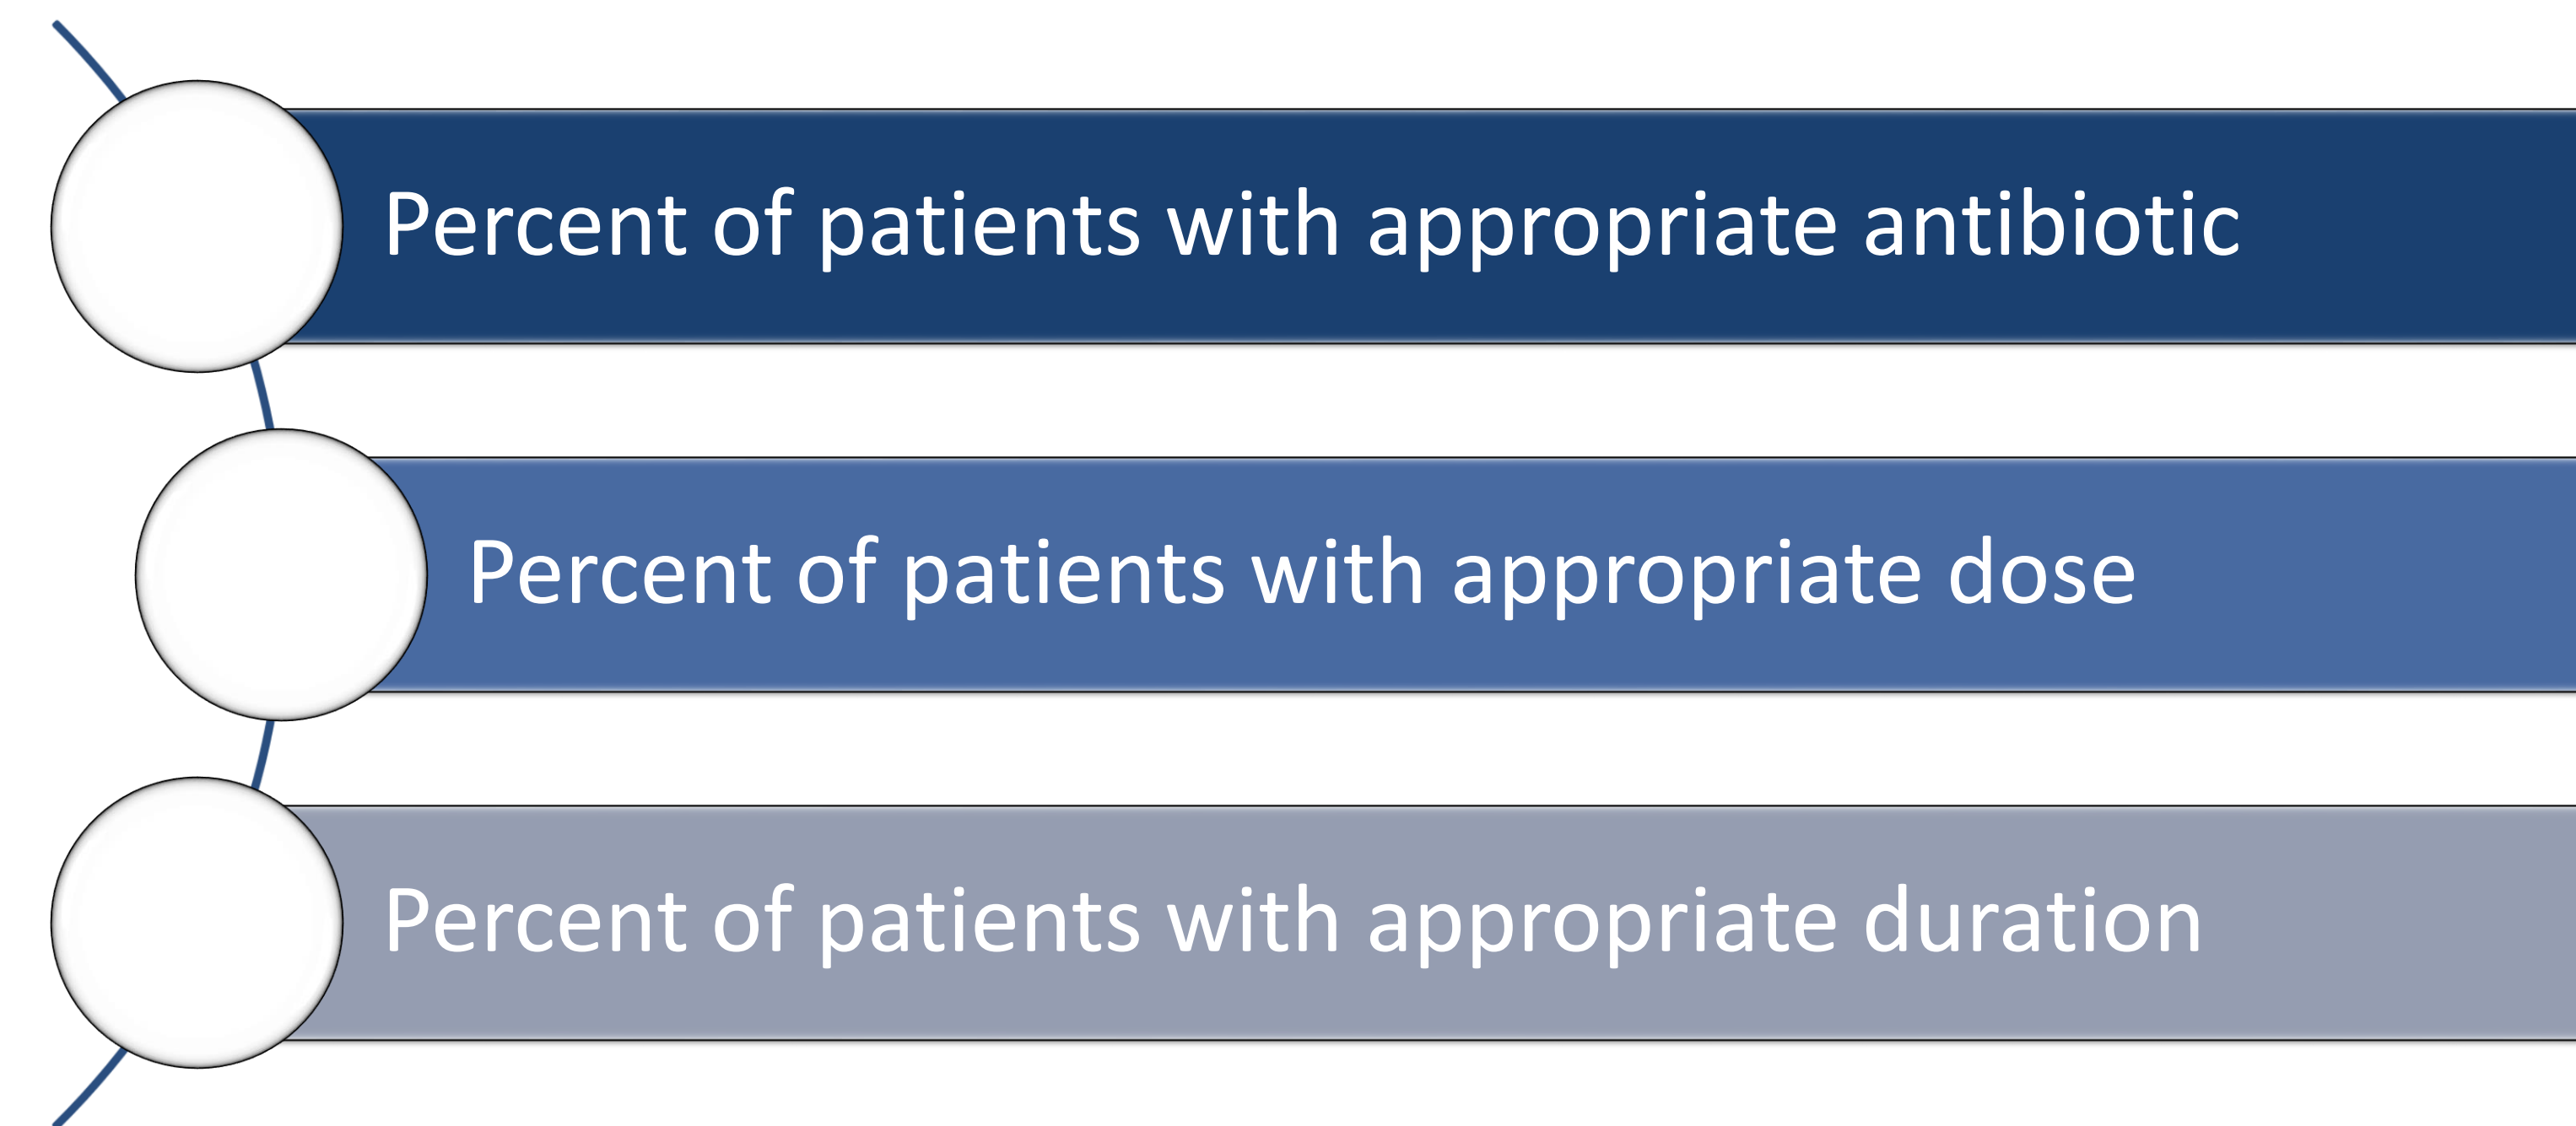 Percent of patients with appropriate antibiotic
Percent of patients with appropriate dose
Percent of patients with appropriate duration